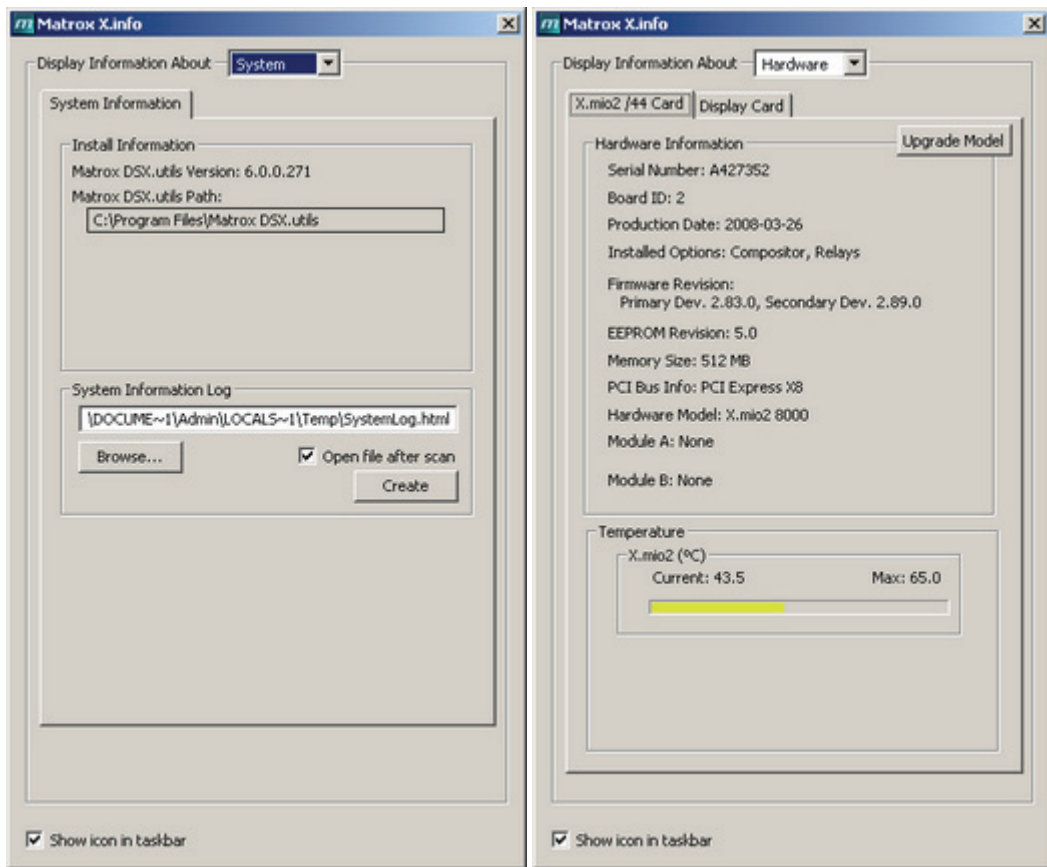 Matrox X.info
Display Information About
System
System Information
Install Information
Matrox DSX.utils Version: 6.0.0.271
Matrox DSX.utils Path:
C:\Program Files\Matrox DSX.utils
System Information Log
\DOCUME~1\Admin\LOCALS~1\Temp\SystemLog.html
Browse...
Open file after scan
Create
Show icon in taskbar
Matrox X.info
Display Information About
Hardware
X.mio2 /44 Card
Display Card
Hardware Information
Upgrade Model
Serial Number: A427352
Board ID: 2
Production Date: 2008-03-26
Installed Options: Compositor, Relays
Firmware Revision:
Primary Dev. 2.83.0, Secondary Dev. 2.89.0
EEPROM Revision: 5.0
Memory Size: 512 MB
PCI Bus Info: PCI Express X8
Hardware Model: X.mio2 8000
Module A: None
Module B: None
Temperature
X.mio2 (ºC)
Current: 43.5 Max: 65.0
Show icon in taskbar